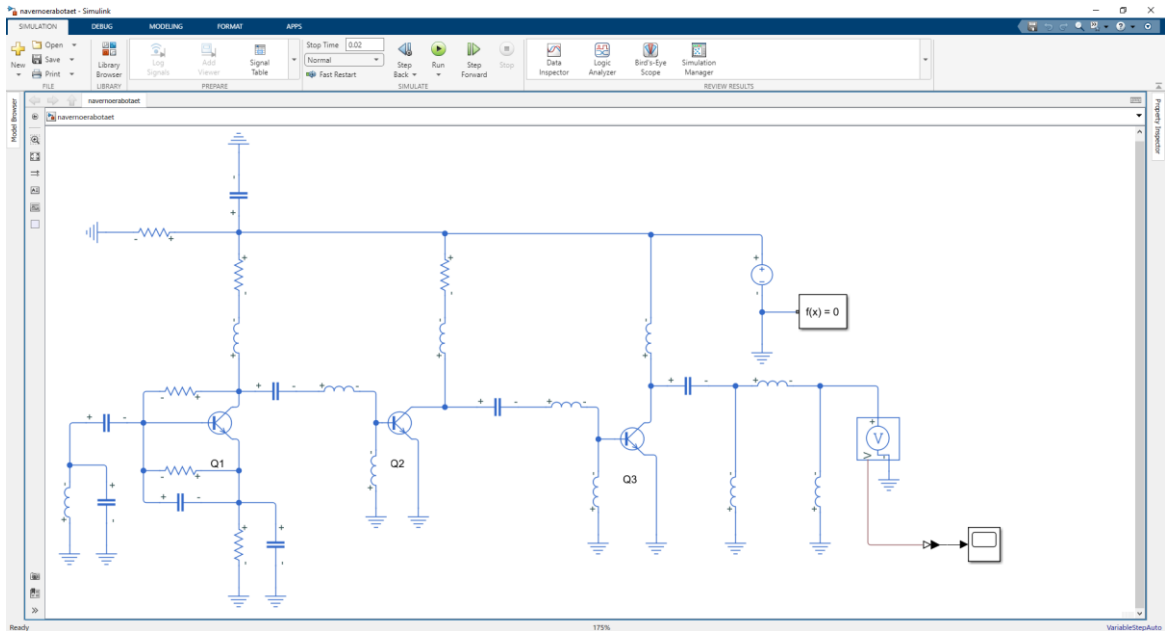 navernoerabotaet - Simulink
SIMULATION DEBUG MODELING FORMAT APPS
New
Open
Save
Print
FILE
Library Browser
LIBRARY
Log Signals
Add Viewer
Signal Table
PREPARE
Stop Time 0.02
Normal
Fast Restart
Step Back
Run
Step Forward
Stop
SIMULATE
Data Inspector
Logic Analyzer
Bird's-Eye Scope
Simulation Manager
REVIEW RESULTS
Model Browser
navernoerabotaet
navernoerabotaet
Property Inspector
f(x) = 0
Q1
Q2
Q3
V
V
Ready
175%
VariableStepAuto